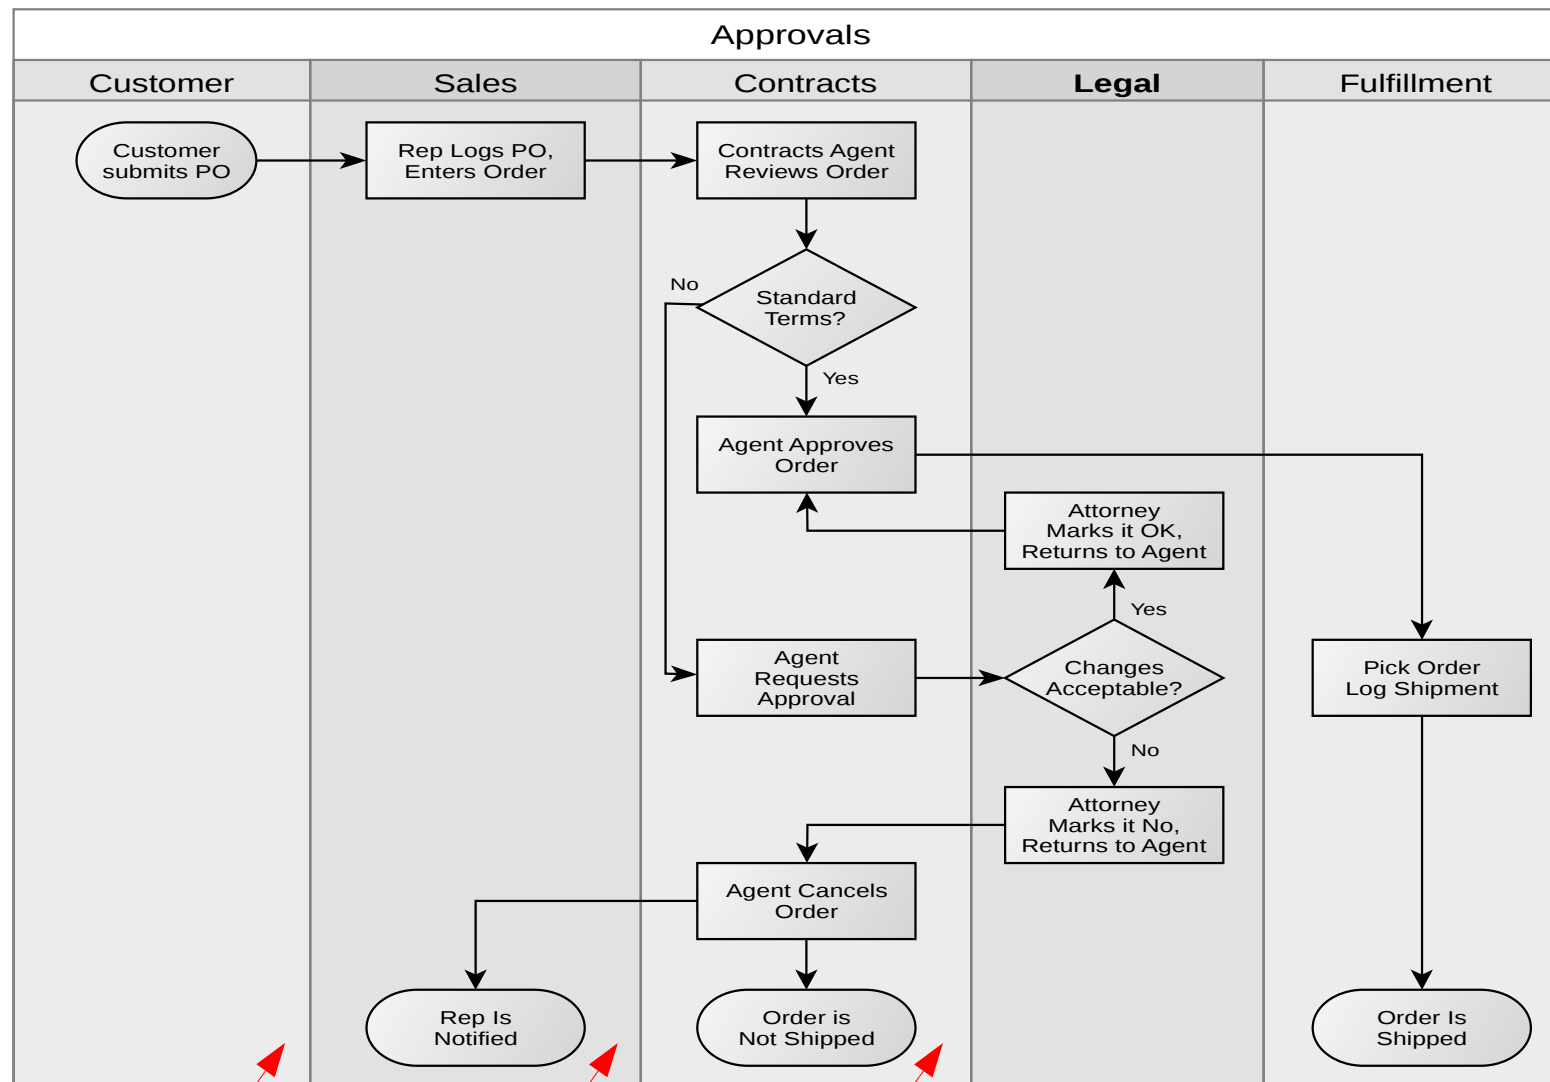 Approvals
Customer
Sales
Contracts
Legal
Fulfillment
Customer
submits PO
Rep Logs PO,
Enters Order
Contracts Agent
Reviews Order
No
Standard
Terms?
Yes
Agent Approves
Order
Attorney
Marks it OK,
Returns to Agent
Yes
Agent
Requests
Approval
Changes
Acceptable?
Pick Order
Log Shipment
No
Attorney
Marks it No,
Returns to Agent
Agent Cancels
Order
Rep Is
Notified
Order is
Not Shipped
Order Is
Shipped